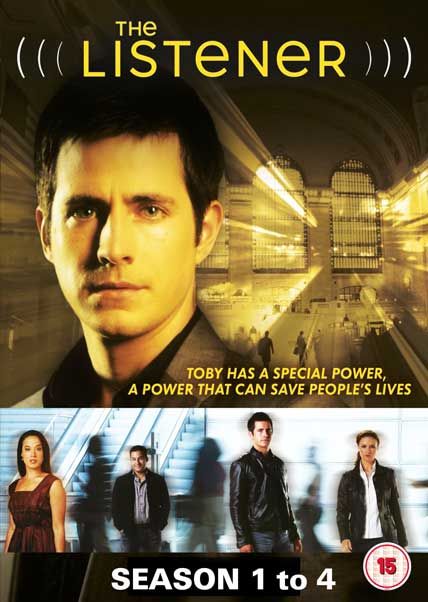 THE
LISTENER
TOBY HAS A SPECIAL POWER,
A POWER THAT CAN SAVE PEOPLE'S LIVES
15
SEASON 1 to 4